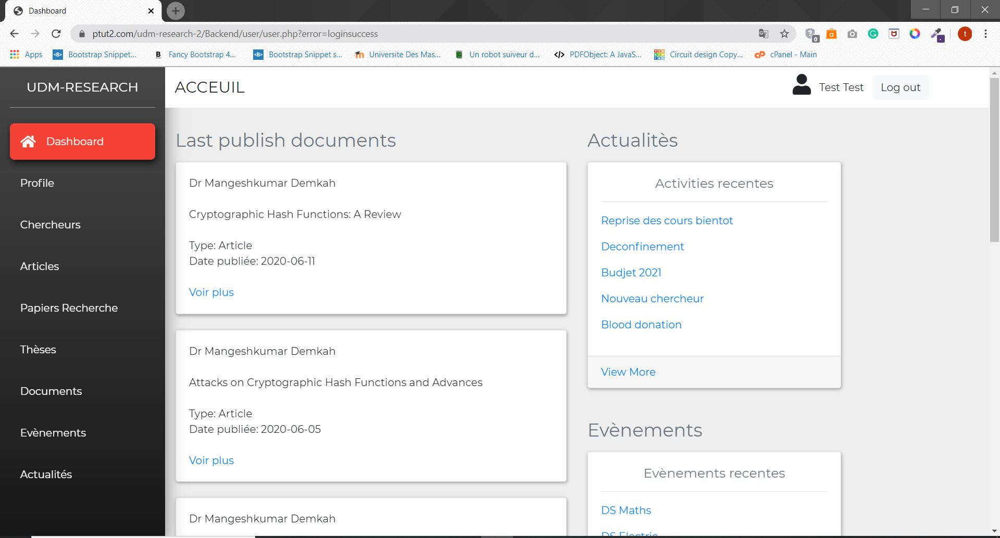 Dashboard
ptut2.com/udm-research-2/Backend/user/user.php?error=loginsuccess
0
t
Apps
Bootstrap Snippet...
Fancy Bootstrap 4...
Bootstrap Snippet s...
Universite Des Mas...
Un robot suiveur d...
PDFObject: A JavaS...
Circuit design Copy...
cPanel - Main
UDM-RESEARCH
ACCEUIL
Test Test
Log out
Dashboard
Profile
Chercheurs
Articles
Papiers Recherche
Thèses
Documents
Evènements
Actualités
Last publish documents
Dr Mangeshkumar Demkah
Cryptographic Hash Functions: A Review
Type: Article
Date publiée: 2020-06-11
Voir plus
Dr Mangeshkumar Demkah
Attacks on Cryptographic Hash Functions and Advances
Type: Article
Date publiée: 2020-06-05
Voir plus
Dr Mangeshkumar Demkah
Actualitès
Activities recentes
Reprise des cours bientot
Deconfinement
Budjet 2021
Nouveau chercheur
Blood donation
View More
Evènements
Evènements recentes
DS Maths
DS Electric